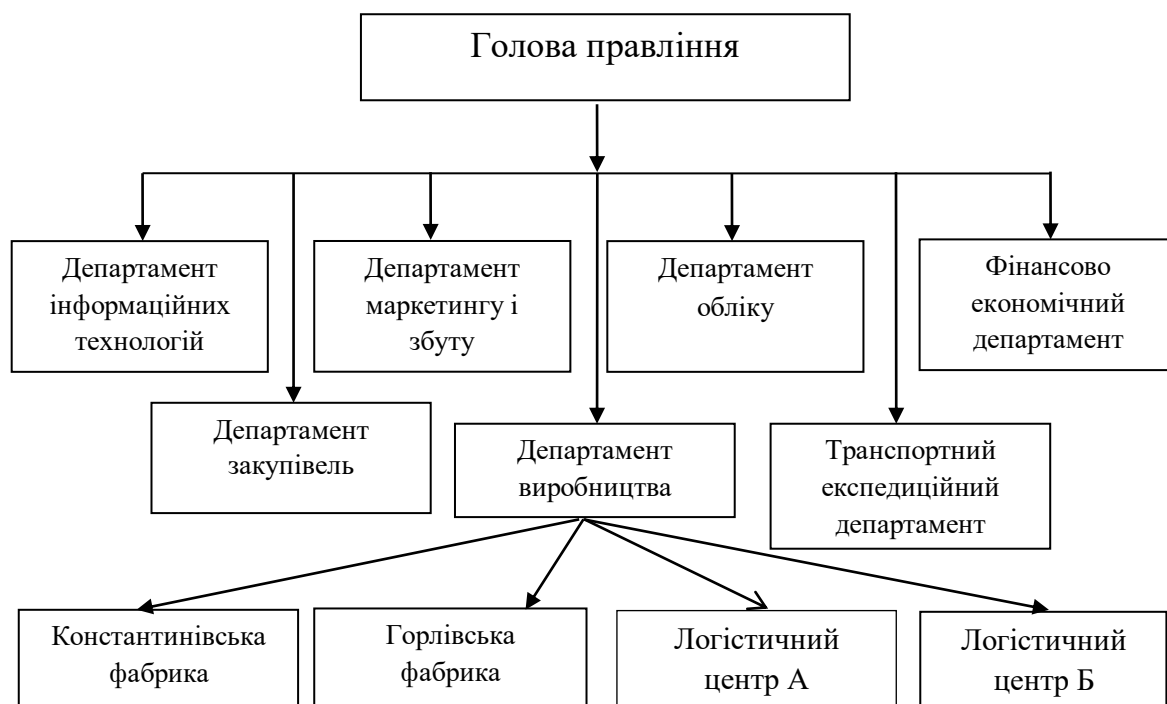 Голова правління
Департамент
інформаційних
технологій
Департамент
маркетингу і
збуту
Департамент
обліку
Фінансово
економічний
департамент
Департамент
закупівель
Департамент
виробництва
Транспортний
експедиційний
департамент
Константинівська
фабрика
Горлівська
фабрика
Логістичний
центр А
Логістичний
центр Б